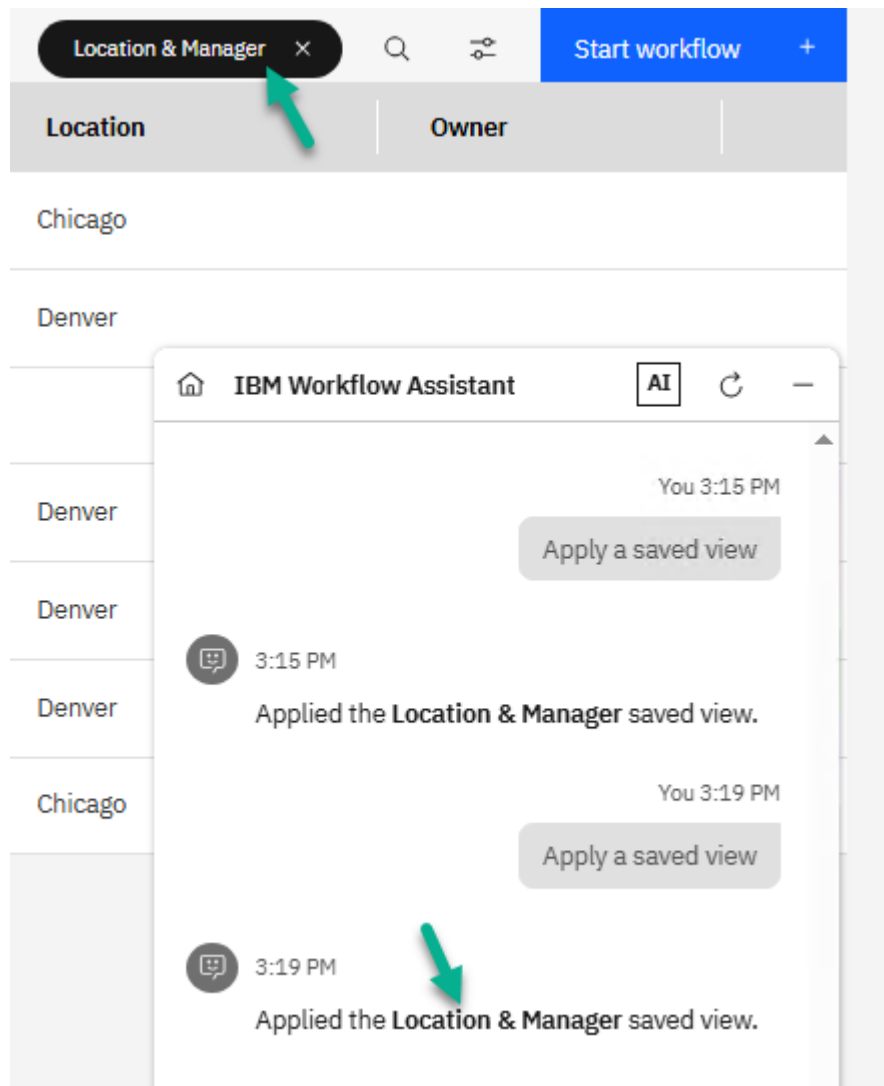 Location & Manager ×
Start workflow +
Location Owner
Chicago
Denver
IBM Workflow Assistant AI
You 3:15 PM
Denver
Apply a saved view
Denver
3:15 PM
Denver
Applied the Location & Manager saved view.
You 3:19 PM
Chicago
Apply a saved view
3:19 PM
Applied the Location & Manager saved view.